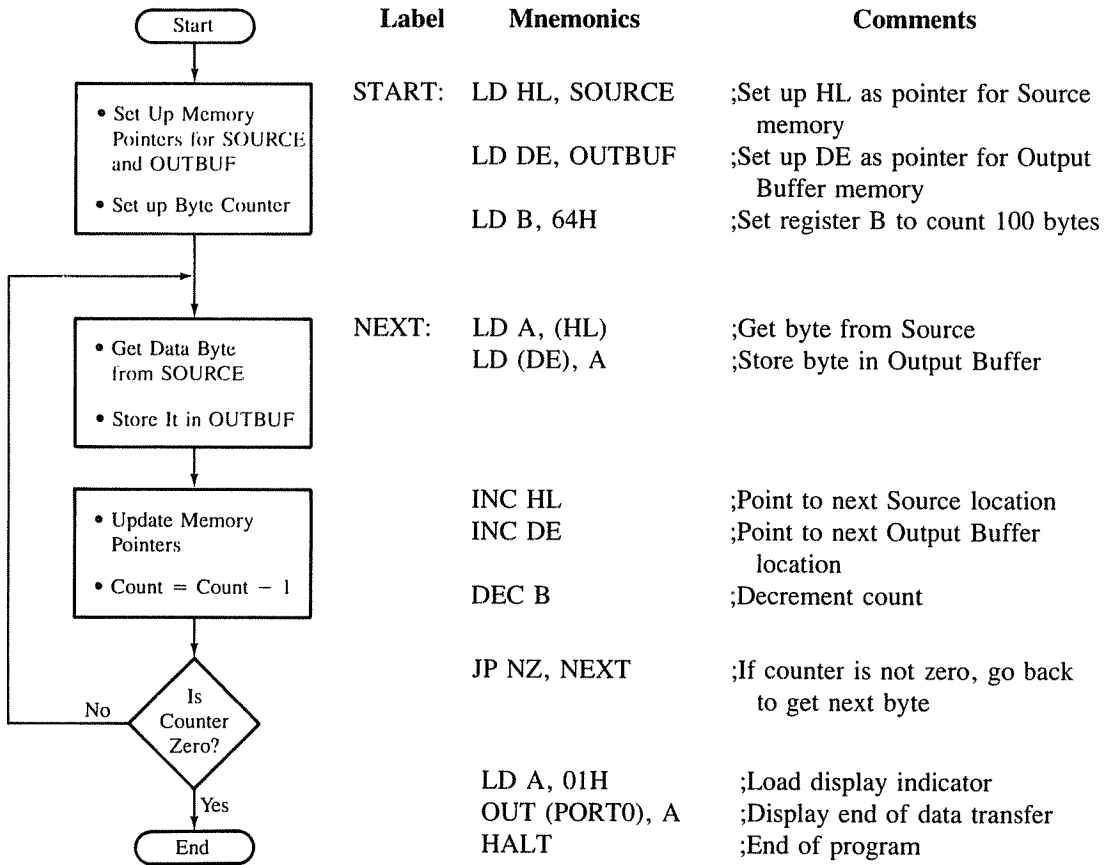 Start
• Set Up Memory
Pointers for SOURCE
and OUTBUF
• Set up Byte Counter
• Get Data Byte
from SOURCE
• Store It in OUTBUF
• Update Memory
Pointers
• Count = Count − 1
Is
Counter
Zero?
No
Yes
End
Label Mnemonics Comments
START: LD HL, SOURCE ;Set up HL as pointer for Source
memory
LD DE, OUTBUF ;Set up DE as pointer for Output
Buffer memory
LD B, 64H ;Set register B to count 100 bytes
NEXT: LD A, (HL) ;Get byte from Source
LD (DE), A ;Store byte in Output Buffer
INC HL ;Point to next Source location
INC DE ;Point to next Output Buffer
location
DEC B ;Decrement count
JP NZ, NEXT ;If counter is not zero, go back
to get next byte
LD A, 01H ;Load display indicator
OUT (PORT0), A ;Display end of data transfer
HALT ;End of program